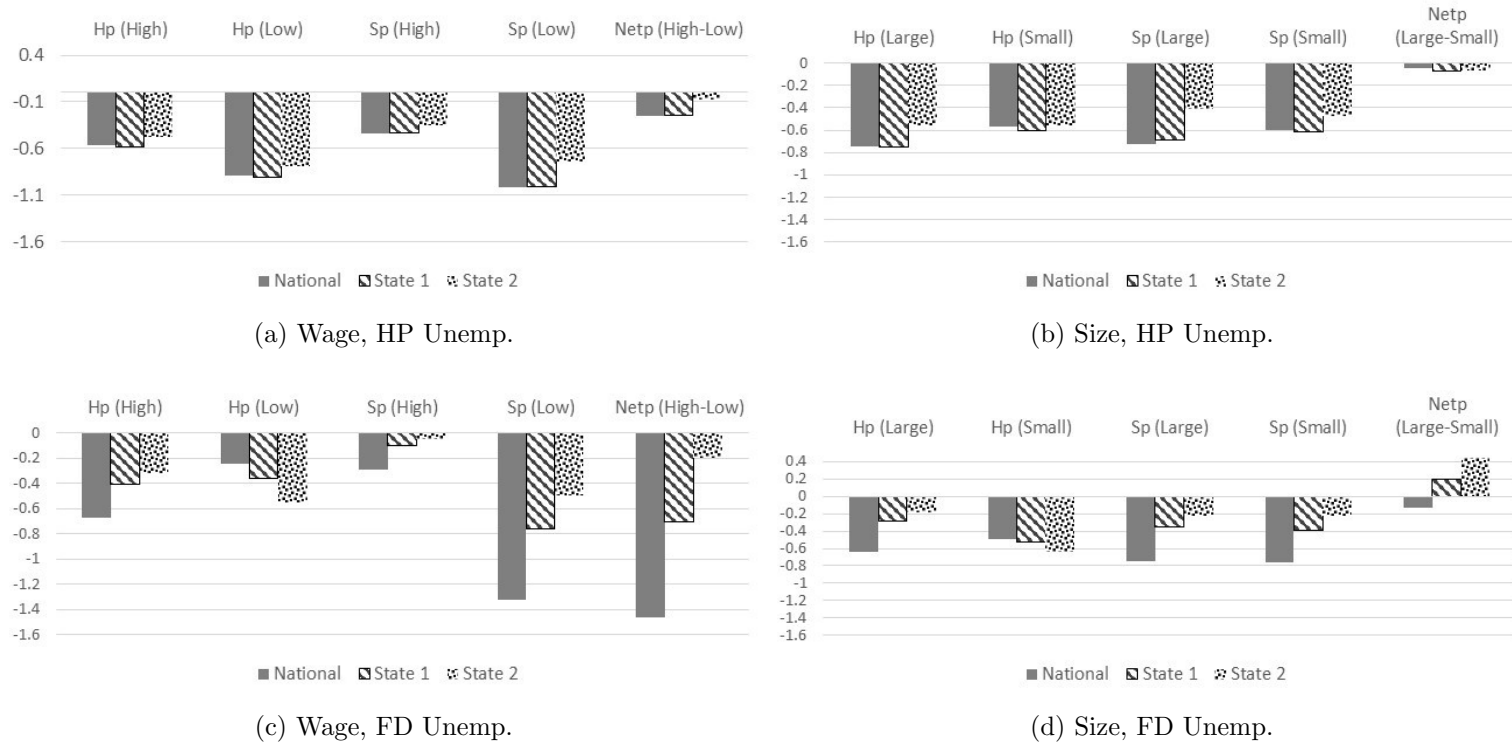 Hp (High) Hp (Low) Sp (High) Sp (Low) Netp (High-Low)
0.4
-0.1
-0.6
-1.1
-1.6
National State 1 State 2
(a) Wage, HP Unemp.
Netp
Hp (Large) Hp (Small) Sp (Large) Sp (Small) (Large-Small)
0
-0.2
-0.4
-0.6
-0.8
-1
-1.2
-1.4
-1.6
National State 1 State 2
(b) Size, HP Unemp.
Hp (High) Hp (Low) Sp (High) Sp (Low) Netp (High-Low)
0
-0.2
-0.4
-0.6
-0.8
-1
-1.2
-1.4
-1.6
National State 1 State 2
(c) Wage, FD Unemp.
Netp
Hp (Large) Hp (Small) Sp (Large) Sp (Small) (Large-Small)
0.4
0.2
0
-0.2
-0.4
-0.6
-0.8
-1
-1.2
-1.4
-1.6
National State 1 State 2
(d) Size, FD Unemp.